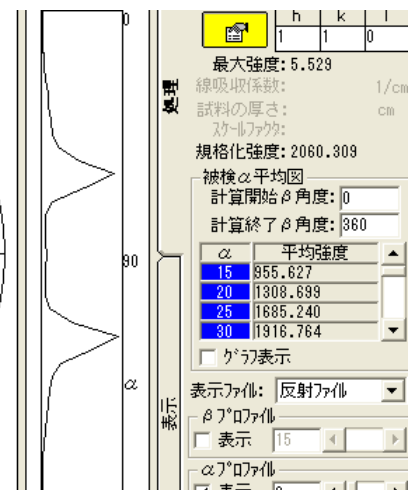 0
90
α
処理
表示
h k l
1 1 0
最大強度: 5.529
線吸収係数: 1/cm
試料の厚さ: cm
スケールファクタ:
規格化強度: 2060.309
被検α平均図
計算開始β角度: 0
計算終了β角度: 360
α 平均強度
15 955.627
20 1308.699
25 1685.240
30 1916.764
グラフ表示
表示ファイル: 反射ファイル
βプロファイル
表示 15
αプロファイル